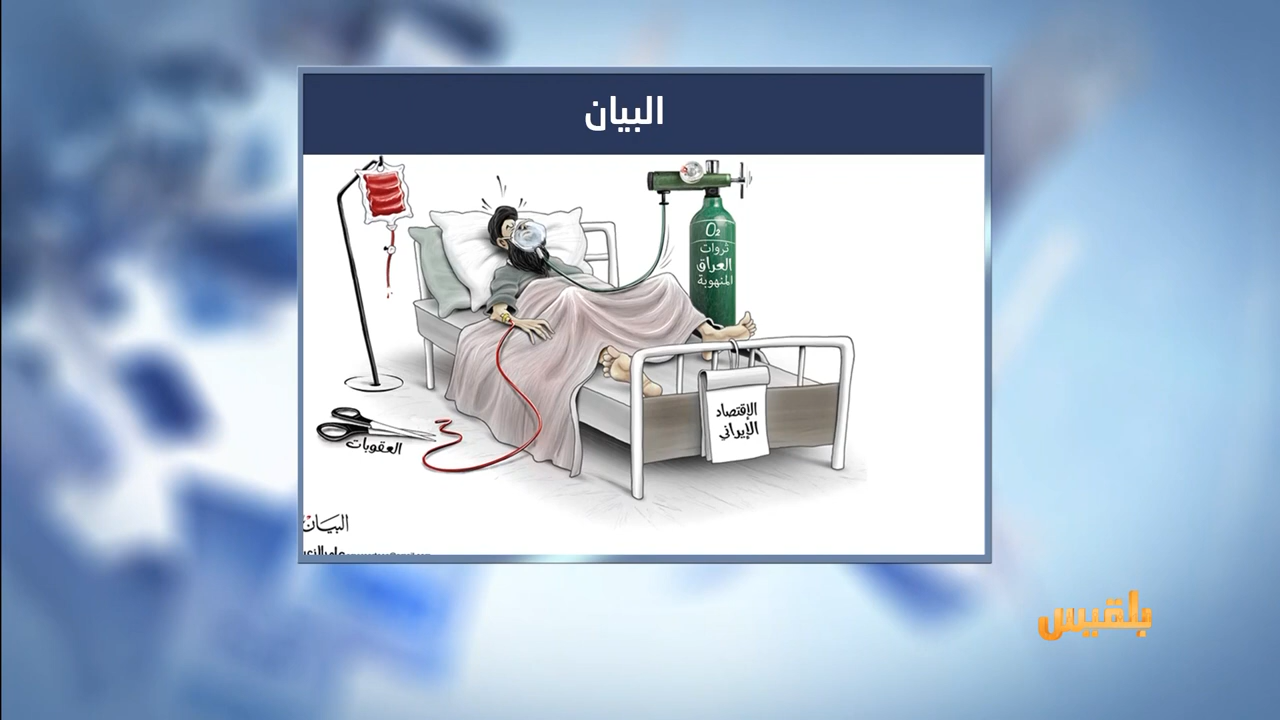 البيان
O₂
ثروات
العراق
المنهوبة
الإقتصاد
الإيراني
العقوبات
البيان
بلقيس